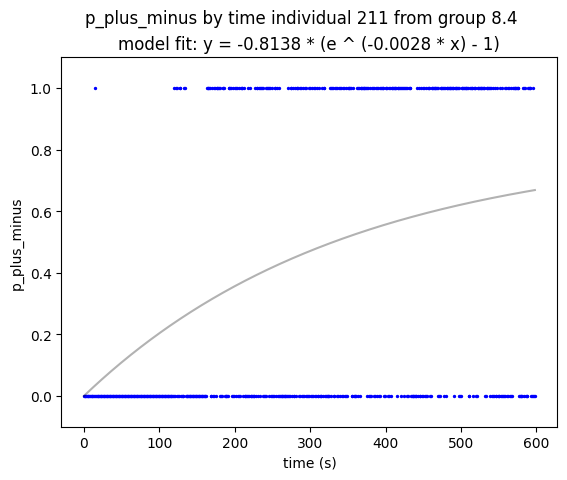 p_plus_minus by time individual 211 from group 8.4
model fit: y = -0.8138 * (e ^ (-0.0028 * x) - 1)
1.0
0.8
0.6
0.4
0.2
0.0
p_plus_minus
0 100 200 300 400 500 600
time (s)